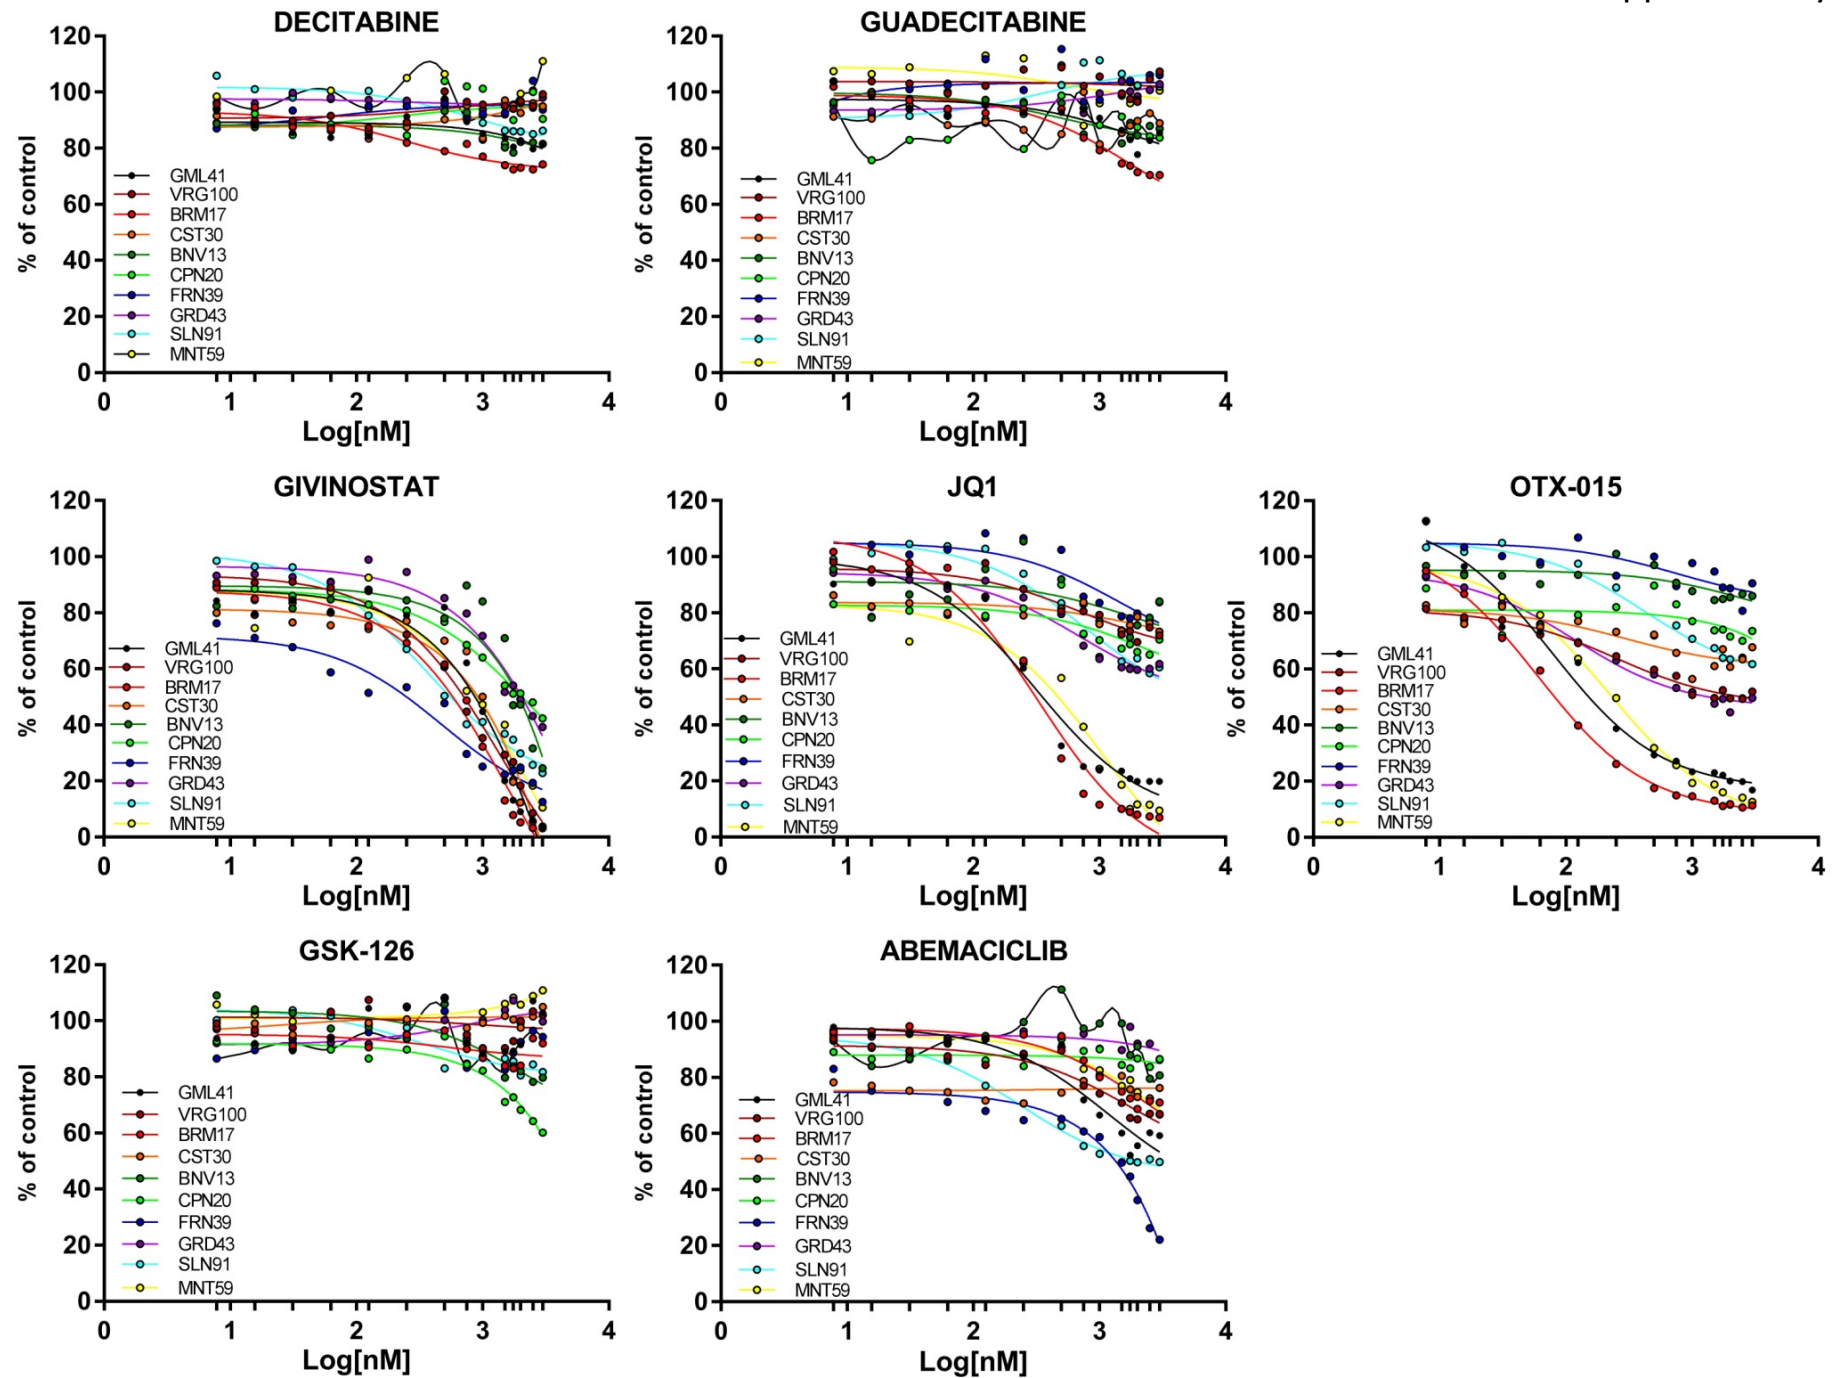 DECITABINE
120
100
80
60
40
20
0
% of control
GML41
VRG100
BRM17
CST30
BNV13
CPN20
FRN39
GRD43
SLN91
MNT59
0 1 2 3 4
Log[nM]
GUADECITABINE
120
100
80
60
40
20
0
% of control
GML41
VRG100
BRM17
CST30
BNV13
CPN20
FRN39
GRD43
SLN91
MNT59
0 1 2 3 4
Log[nM]
GIVINOSTAT
120
100
80
60
40
20
0
% of control
GML41
VRG100
BRM17
CST30
BNV13
CPN20
FRN39
GRD43
SLN91
MNT59
0 1 2 3 4
Log[nM]
JQ1
120
100
80
60
40
20
0
% of control
GML41
VRG100
BRM17
CST30
BNV13
CPN20
FRN39
GRD43
SLN91
MNT59
0 1 2 3 4
Log[nM]
OTX-015
120
100
80
60
40
20
0
% of control
GML41
VRG100
BRM17
CST30
BNV13
CPN20
FRN39
GRD43
SLN91
MNT59
0 1 2 3 4
Log[nM]
GSK-126
120
100
80
60
40
20
0
% of control
GML41
VRG100
BRM17
CST30
BNV13
CPN20
FRN39
GRD43
SLN91
MNT59
0 1 2 3 4
Log[nM]
ABEMACICLIB
120
100
80
60
40
20
0
% of control
GML41
VRG100
BRM17
CST30
BNV13
CPN20
FRN39
GRD43
SLN91
MNT59
0 1 2 3 4
Log[nM]